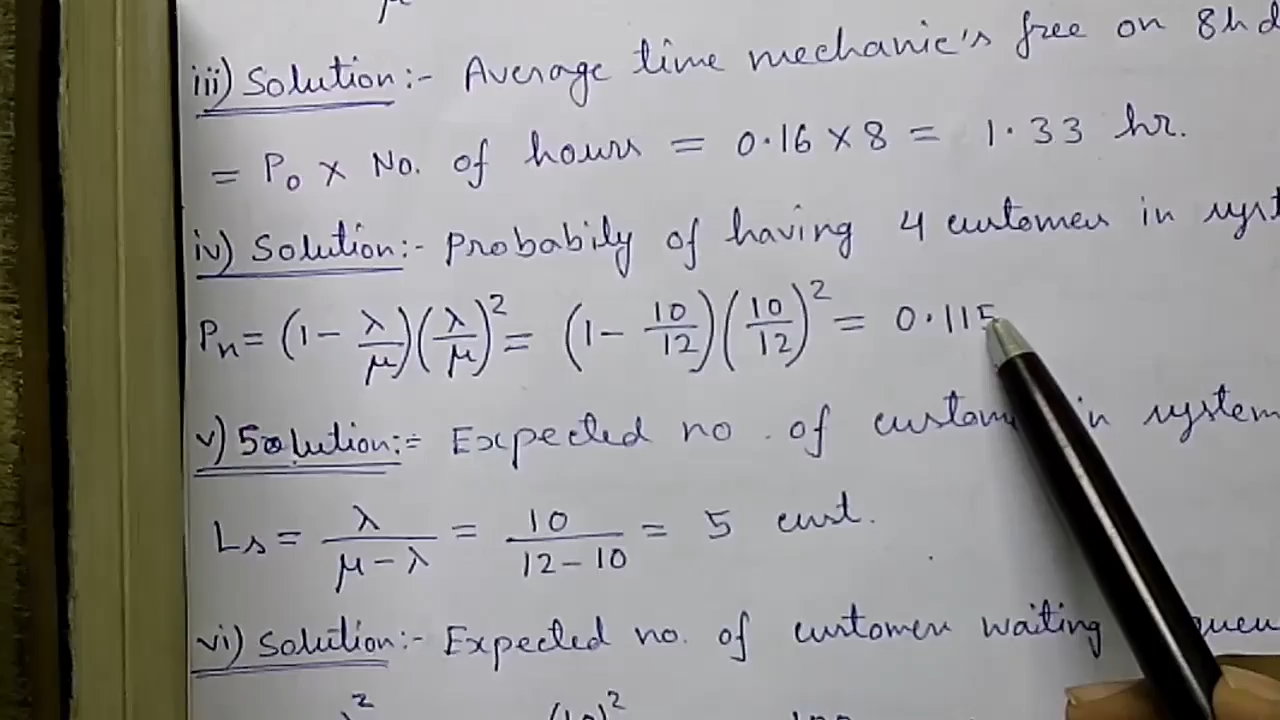 μ
iii) Solution:- Average time mechanic's free on 8h
= P₀ × No. of hours = 0.16 × 8 = 1.33 hr.
iv) Solution:- Probabily of having 4 customer in syst
Pₙ = (1 - λ/μ)(λ/μ)² = (1 - 10/12)(10/12)² = 0.115
v) Solution:= Expected no. of custom in system
Ls = λ/(μ - λ) = 10/(12 - 10) = 5 cust.
vi) Solution:- Expected no. of customer waiting queu